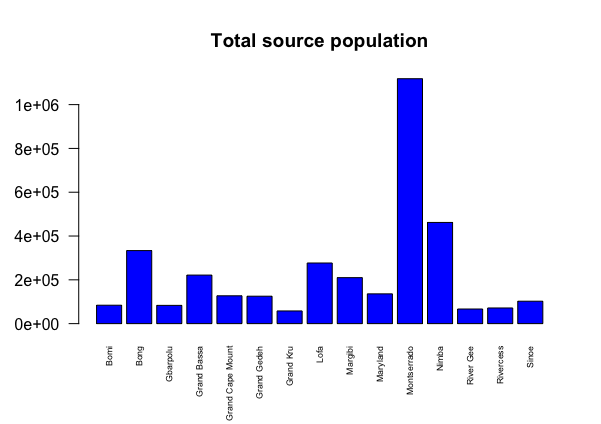 Total source population
1e+06
8e+05
6e+05
4e+05
2e+05
0e+00
Bomi
Bong
Gbarpolu
Grand Bassa
Grand Cape Mount
Grand Gedeh
Grand Kru
Lofa
Margibi
Maryland
Montserrado
Nimba
River Gee
Rivercess
Sinoe